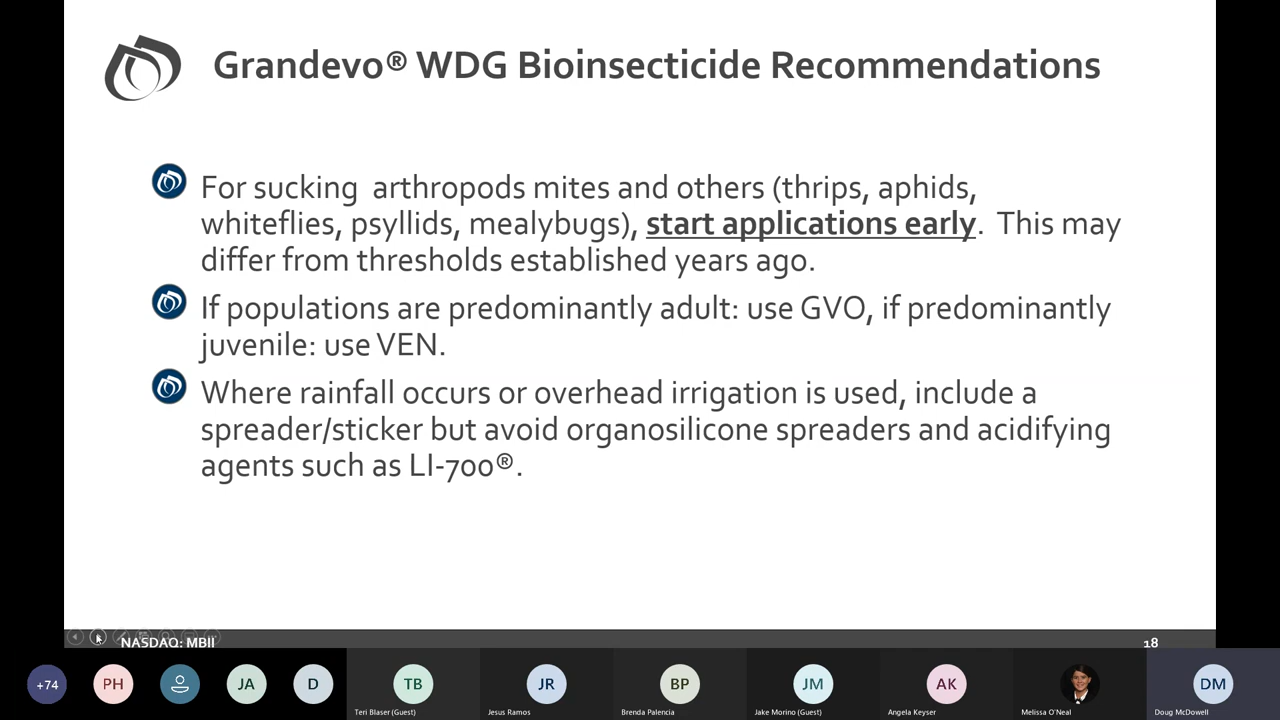 Grandevo® WDG Bioinsecticide Recommendations
For sucking arthropods mites and others (thrips, aphids,
whiteflies, psyllids, mealybugs), start applications early. This may
differ from thresholds established years ago.
If populations are predominantly adult: use GVO, if predominantly
juvenile: use VEN.
Where rainfall occurs or overhead irrigation is used, include a
spreader/sticker but avoid organosilicone spreaders and acidifying
agents such as LI-700®.
NASDAQ: MBII 18
+74 PH JA D TB JR BP JM AK DM
Teri Blaser (Guest) Jesus Ramos Brenda Palencia Jake Morino (Guest) Angela Keyser Melissa O'Neal Doug McDowell